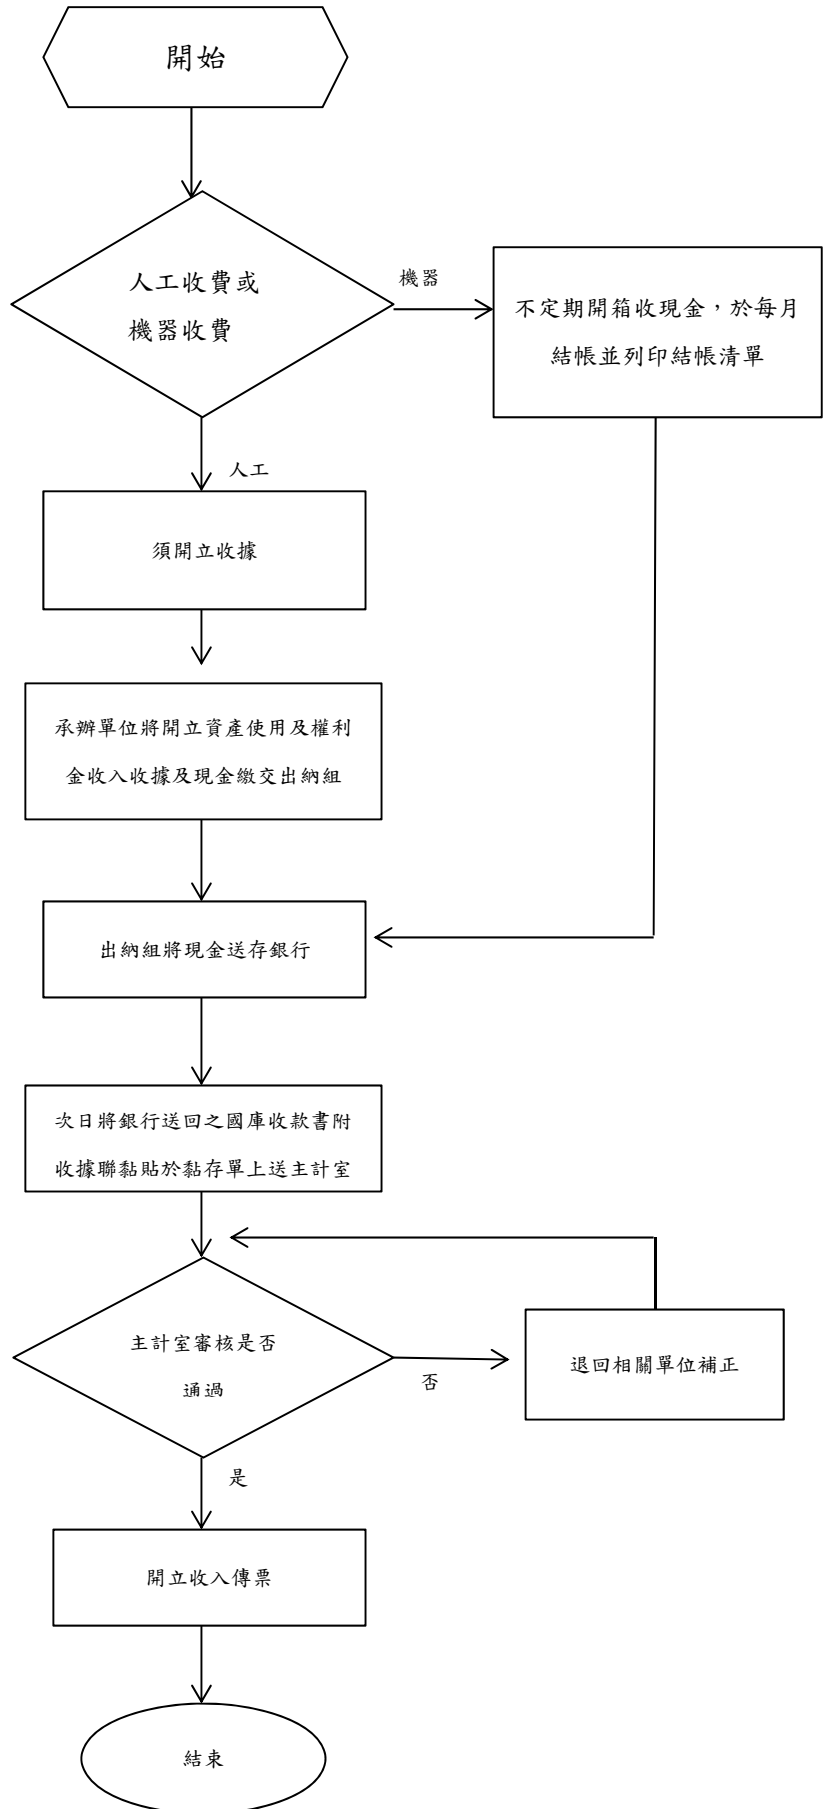 開始
人工收費或
機器收費
機器
不定期開箱收現金，於每月
結帳並列印結帳清單
人工
須開立收據
承辦單位將開立資產使用及權利
金收入收據及現金繳交出納組
出納組將現金送存銀行
次日將銀行送回之國庫收款書附
收據聯黏貼於黏存單上送主計室
主計室審核是否
通過
否
退回相關單位補正
是
開立收入傳票
結束